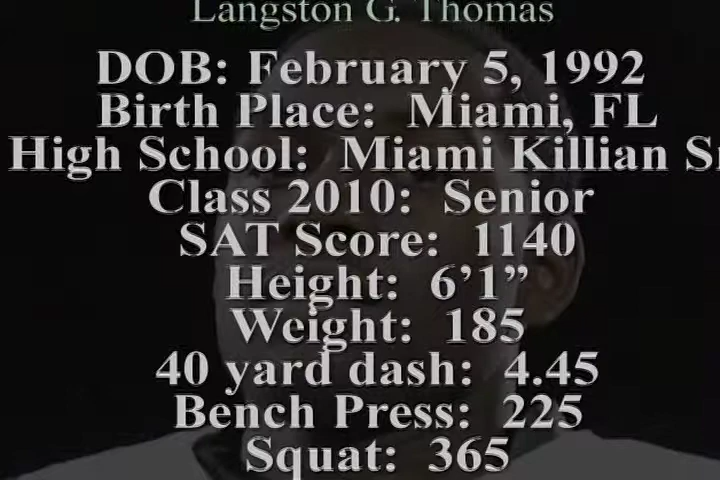 Langston G. Thomas
DOB: February 5, 1992
Birth Place: Miami, FL
High School: Miami Killian
Class 2010: Senior
SAT Score: 1140
Height: 6’1”
Weight: 185
40 yard dash: 4.45
Bench Press: 225
Squat: 365